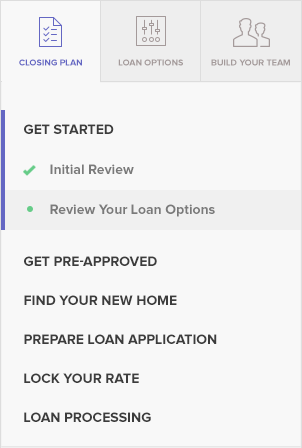 CLOSING PLAN
LOAN OPTIONS
BUILD YOUR TEAM
GET STARTED
Initial Review
Review Your Loan Options
GET PRE-APPROVED
FIND YOUR NEW HOME
PREPARE LOAN APPLICATION
LOCK YOUR RATE
LOAN PROCESSING